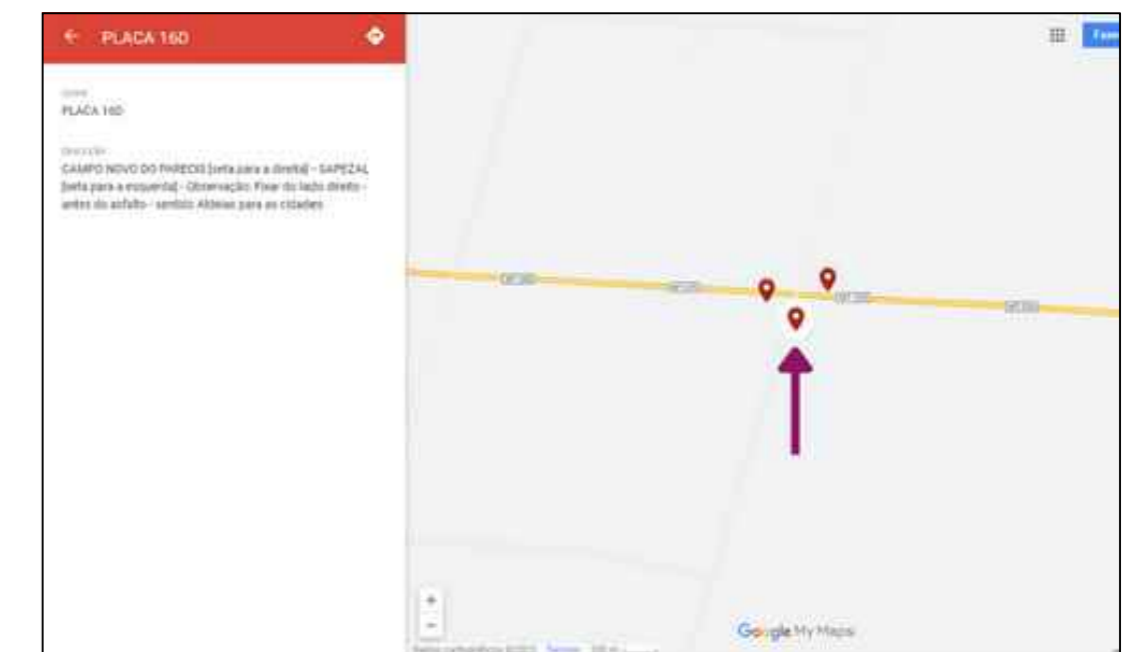 PLACA 16D
PLACA 16D
CAMPO NOVO DO PARECIS [seta para a direita] - SAPEZAL
[seta para a esquerda] - Observação: Fixar do lado direito -
antes do asfalto - sentido Aldeias para as cidades
Google My Maps